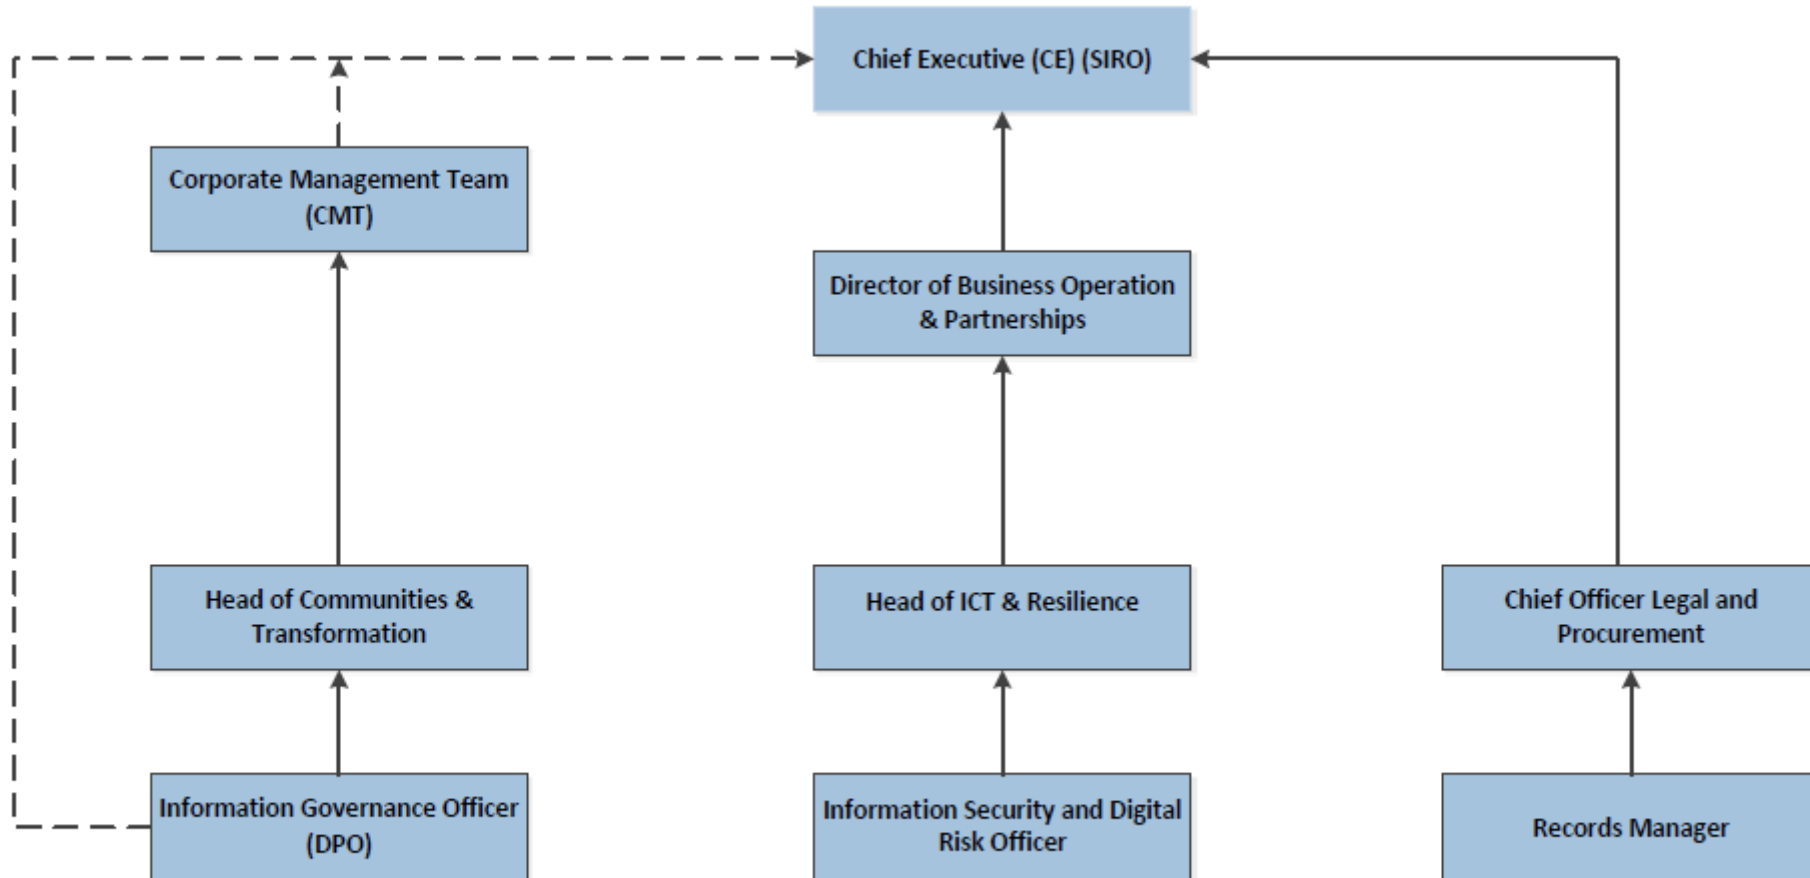 Chief Executive (CE) (SIRO)
Corporate Management Team
(CMT)
Director of Business Operation
& Partnerships
Head of Communities &
Transformation
Head of ICT & Resilience
Chief Officer Legal and
Procurement
Information Governance Officer
(DPO)
Information Security and Digital
Risk Officer
Records Manager